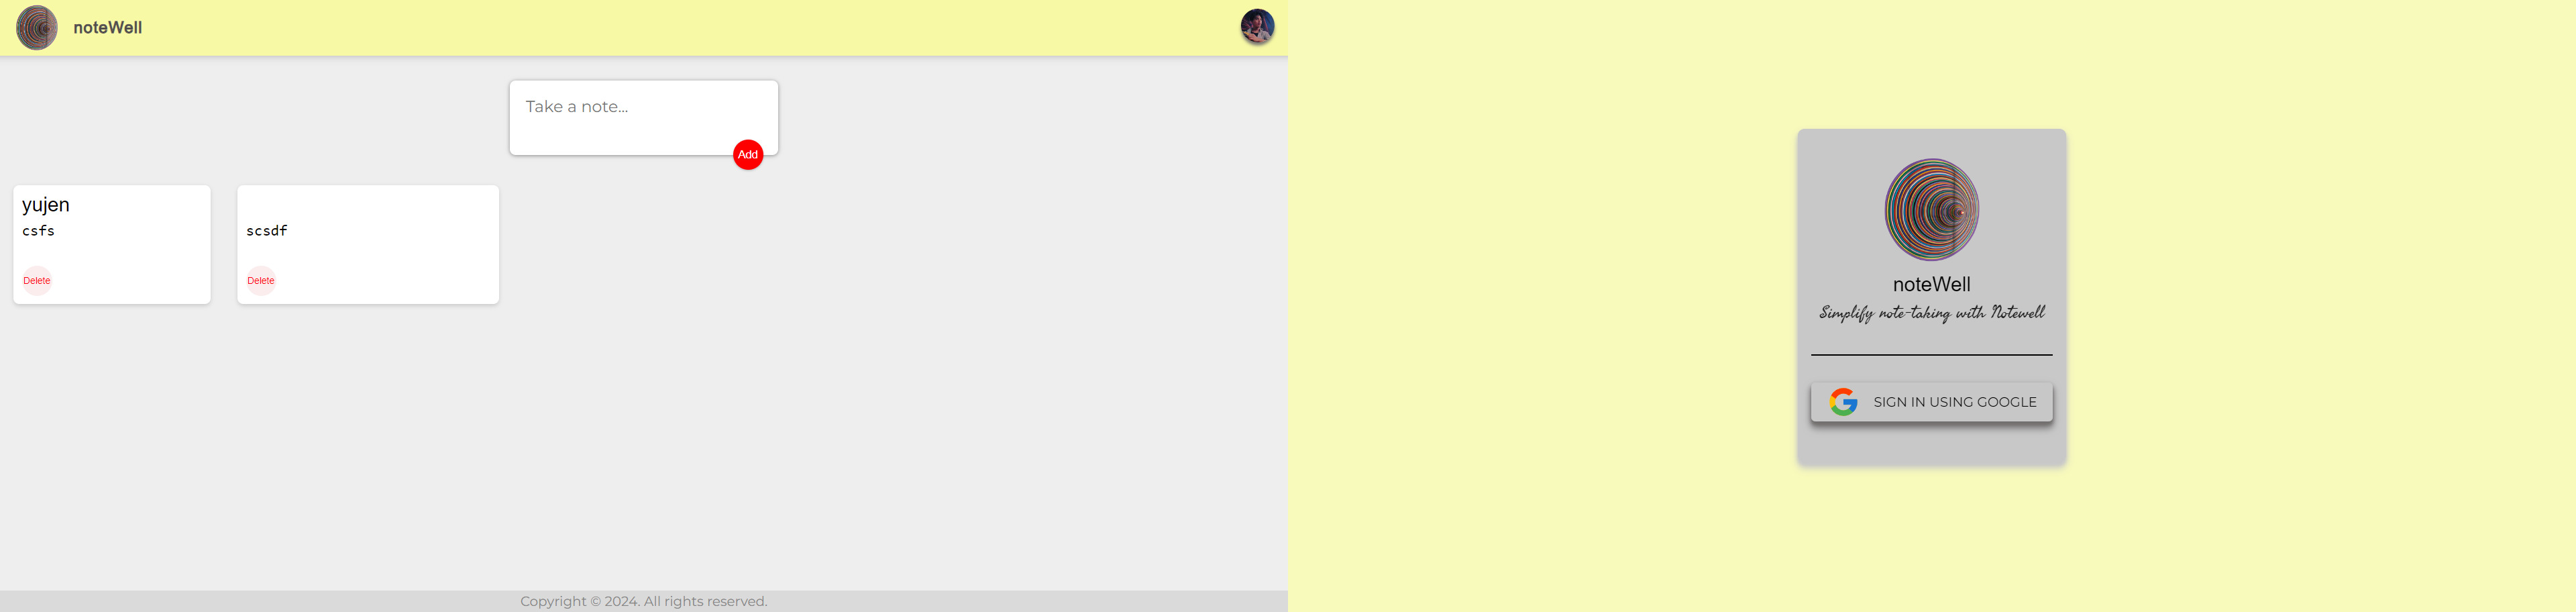 noteWell
Take a note...
Add
yujen
csfs
Delete
scsdf
Delete
Copyright © 2024. All rights reserved.
noteWell
Simplify note-taking with Notewell
SIGN IN USING GOOGLE